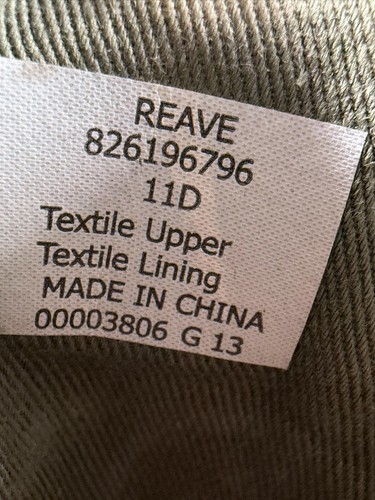 REAVE
826196796
11D
Textile Upper
Textile Lining
MADE IN CHINA
00003806 G 13